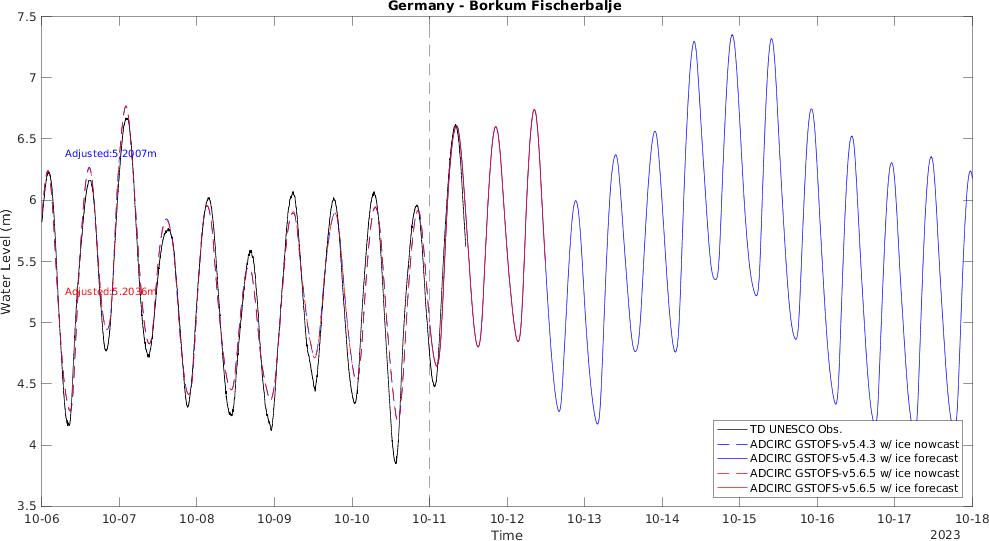 Germany - Borkum Fischerbalje
7.5
7
6.5
6
5.5
5
4.5
4
3.5
Water Level (m)
Adjusted:5.2007m
Adjusted:5.2036m
TD UNESCO Obs.
ADCIRC GSTOFS-v5.4.3 w/ ice nowcast
ADCIRC GSTOFS-v5.4.3 w/ ice forecast
ADCIRC GSTOFS-v5.6.5 w/ ice nowcast
ADCIRC GSTOFS-v5.6.5 w/ ice forecast
10-06 10-07 10-08 10-09 10-10 10-11 10-12 10-13 10-14 10-15 10-16 10-17 10-18
Time
2023